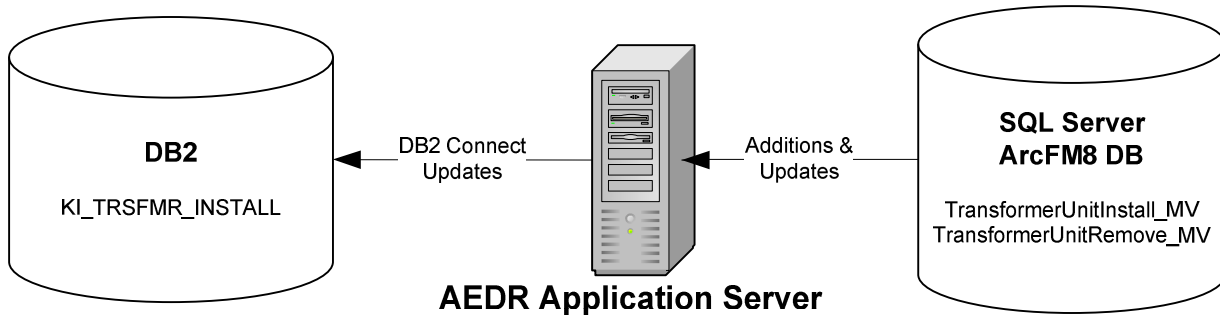 DB2
KI_TRSFMR_INSTALL
DB2 Connect
Updates
AEDR Application Server
Additions &
Updates
SQL Server
ArcFM8 DB
TransformerUnitInstall_MV
TransformerUnitRemove_MV